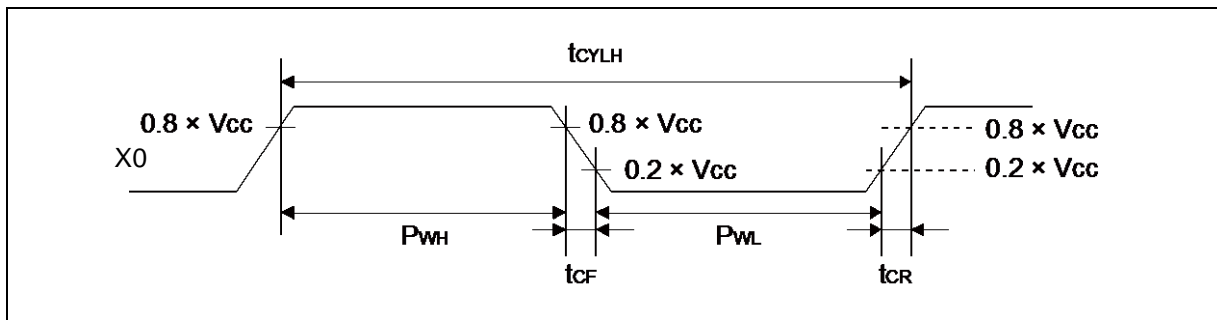 tCYLH
0.8 × VCC
0.8 × VCC
0.8 × VCC
X0
0.2 × VCC
0.2 × VCC
PWH
PWL
tCF
tCR